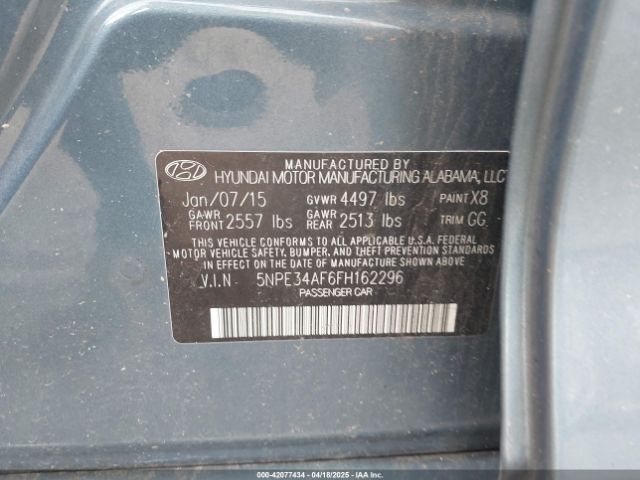 MANUFACTURED BY
HYUNDAI MOTOR MANUFACTURING ALABAMA, LLC
Jan/07/15 GVWR 4497 lbs PAINT X8
GAWR FRONT 2557 lbs GAWR REAR 2513 lbs TRIM GG
THIS VEHICLE CONFORMS TO ALL APPLICABLE U.S.A. FEDERAL
MOTOR VEHICLE SAFETY, BUMPER, AND THEFT PREVENTION STANDARDS
IN EFFECT ON THE DATE OF MANUFACTURE SHOWN ABOVE.
V.I.N 5NPE34AF6FH162296
PASSENGER CAR
000-42077434 - 04/18/2025 - IAAI.COM